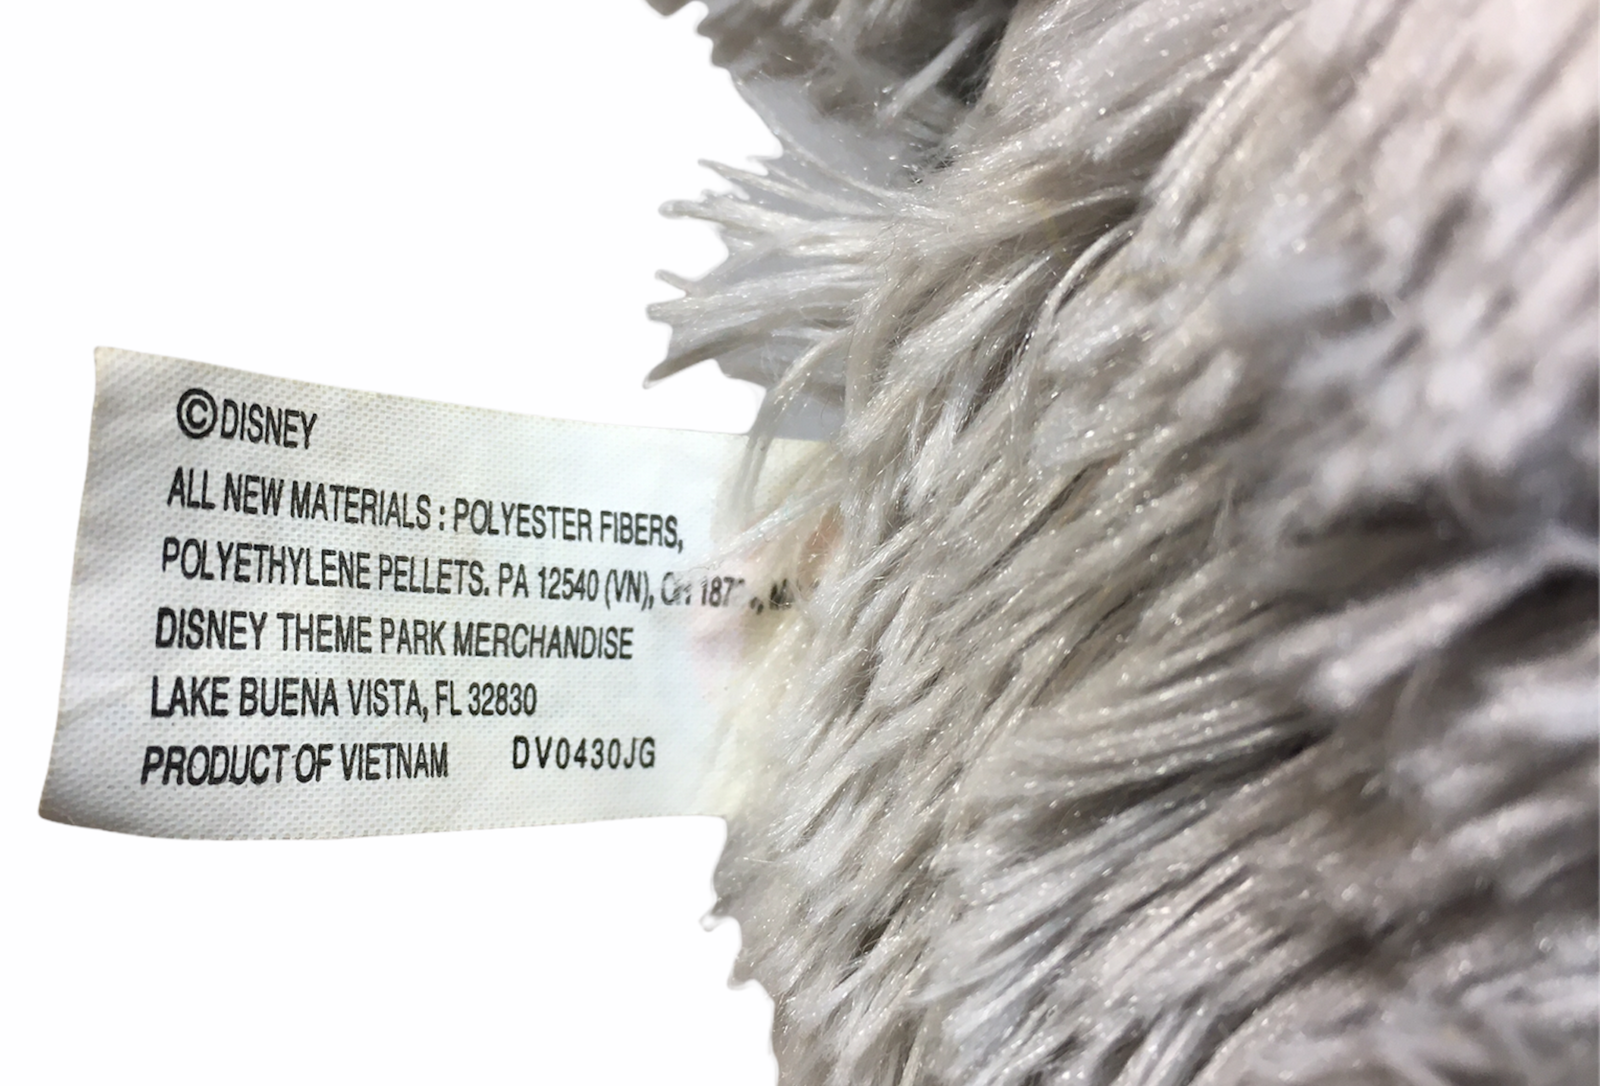 ©DISNEY
ALL NEW MATERIALS : POLYESTER FIBERS,
POLYETHYLENE PELLETS. PA 12540 (VN),
DISNEY THEME PARK MERCHANDISE
LAKE BUENA VISTA, FL 32830
PRODUCT OF VIETNAM DV0430JG